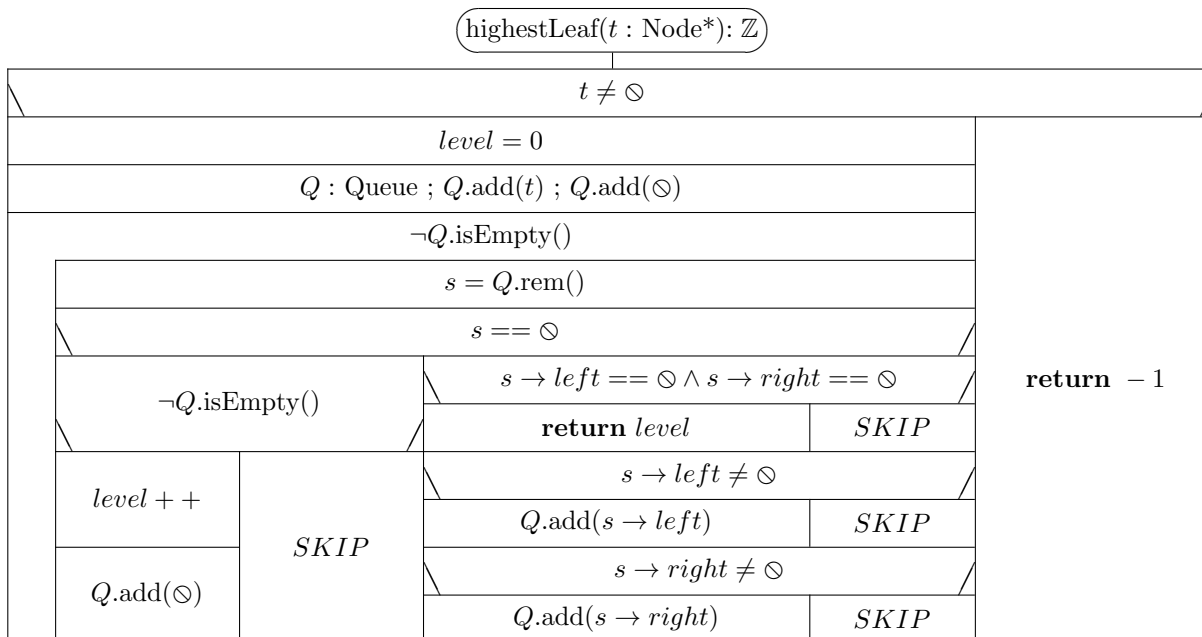 highestLeaf(t : Node*): ℤ
t ≠ ⦸
level = 0
Q : Queue ; Q.add(t) ; Q.add(⦸)
¬Q.isEmpty()
s = Q.rem()
s == ⦸
¬Q.isEmpty()
s → left == ⦸ ∧ s → right == ⦸
return level
SKIP
return −1
level + +
Q.add(⦸)
SKIP
s → left ≠ ⦸
Q.add(s → left)
SKIP
s → right ≠ ⦸
Q.add(s → right)
SKIP